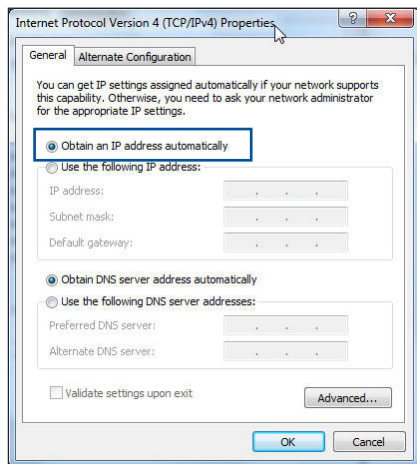 Internet Protocol Version 4 (TCP/IPv4) Properties
General
Alternate Configuration
You can get IP settings assigned automatically if your network supports
this capability. Otherwise, you need to ask your network administrator
for the appropriate IP settings.
Obtain an IP address automatically
Use the following IP address:
IP address:
Subnet mask:
Default gateway:
Obtain DNS server address automatically
Use the following DNS server addresses:
Preferred DNS server:
Alternate DNS server:
Validate settings upon exit
Advanced...
OK
Cancel